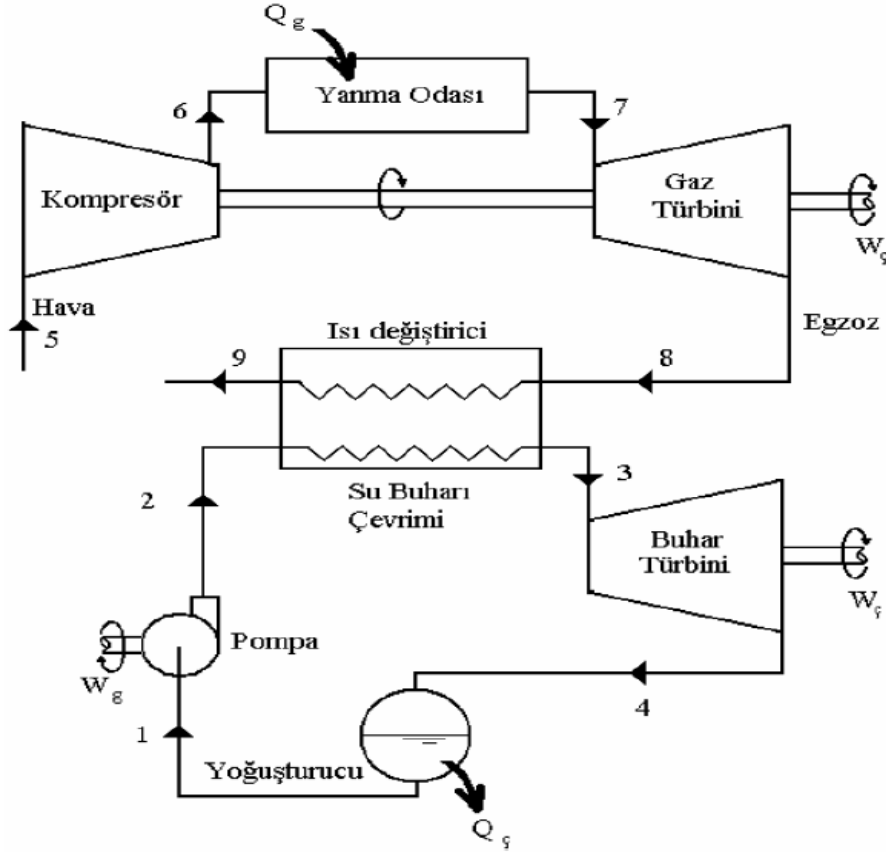 Q g
Yanma Odası
6
7
Kompresör
Gaz
Türbini
W ç
Hava
5
Egzoz
Isı değiştirici
9
8
2
3
Su Buharı
Çevrimi
Buhar
Türbini
W ç
Pompa
W g
4
1
Yoğuşturucu
Q ç